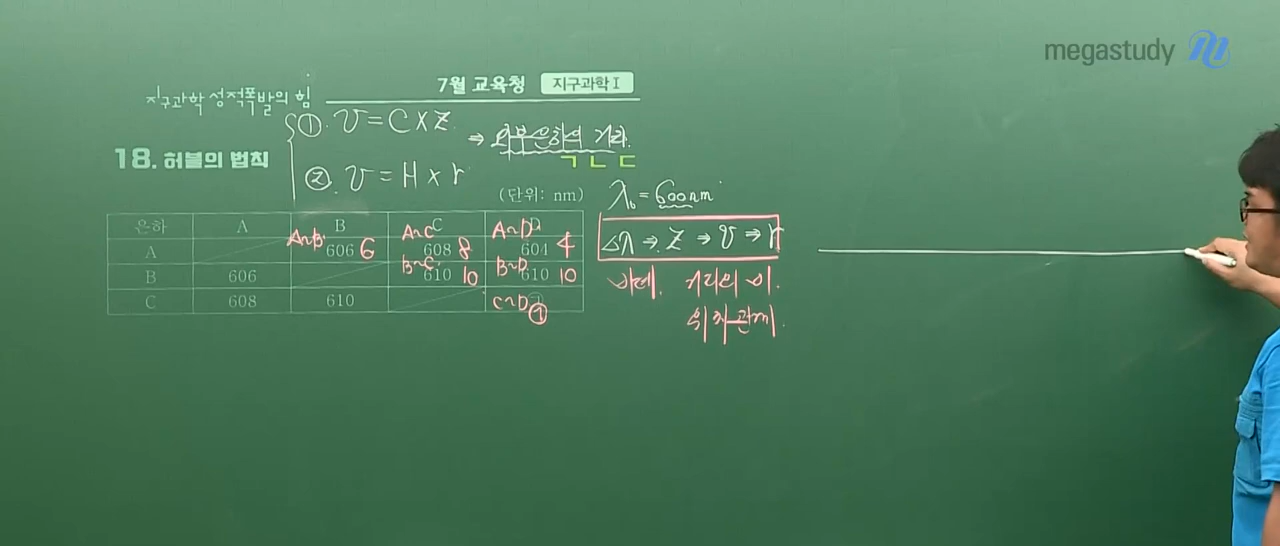 megastudy
지구과학 성적폭발의 힘
7월 교육청 지구과학 I
① v = C × Z
⇒ 외부은하의 거리
18. 허블의 법칙
② v = H × r
ㄱ ㄴ ㄷ
(단위: nm)
λ₀ = 600nm
은하 A B C D
A A~B 606 6 A~C 608 8 A~D 604 4
B 606 B~C 610 10 B~D 610 10
C 608 610 C~D ㉠
Δλ ⇒ Z ⇒ v ⇒ r
비례. 거리의 비.
위치관계.